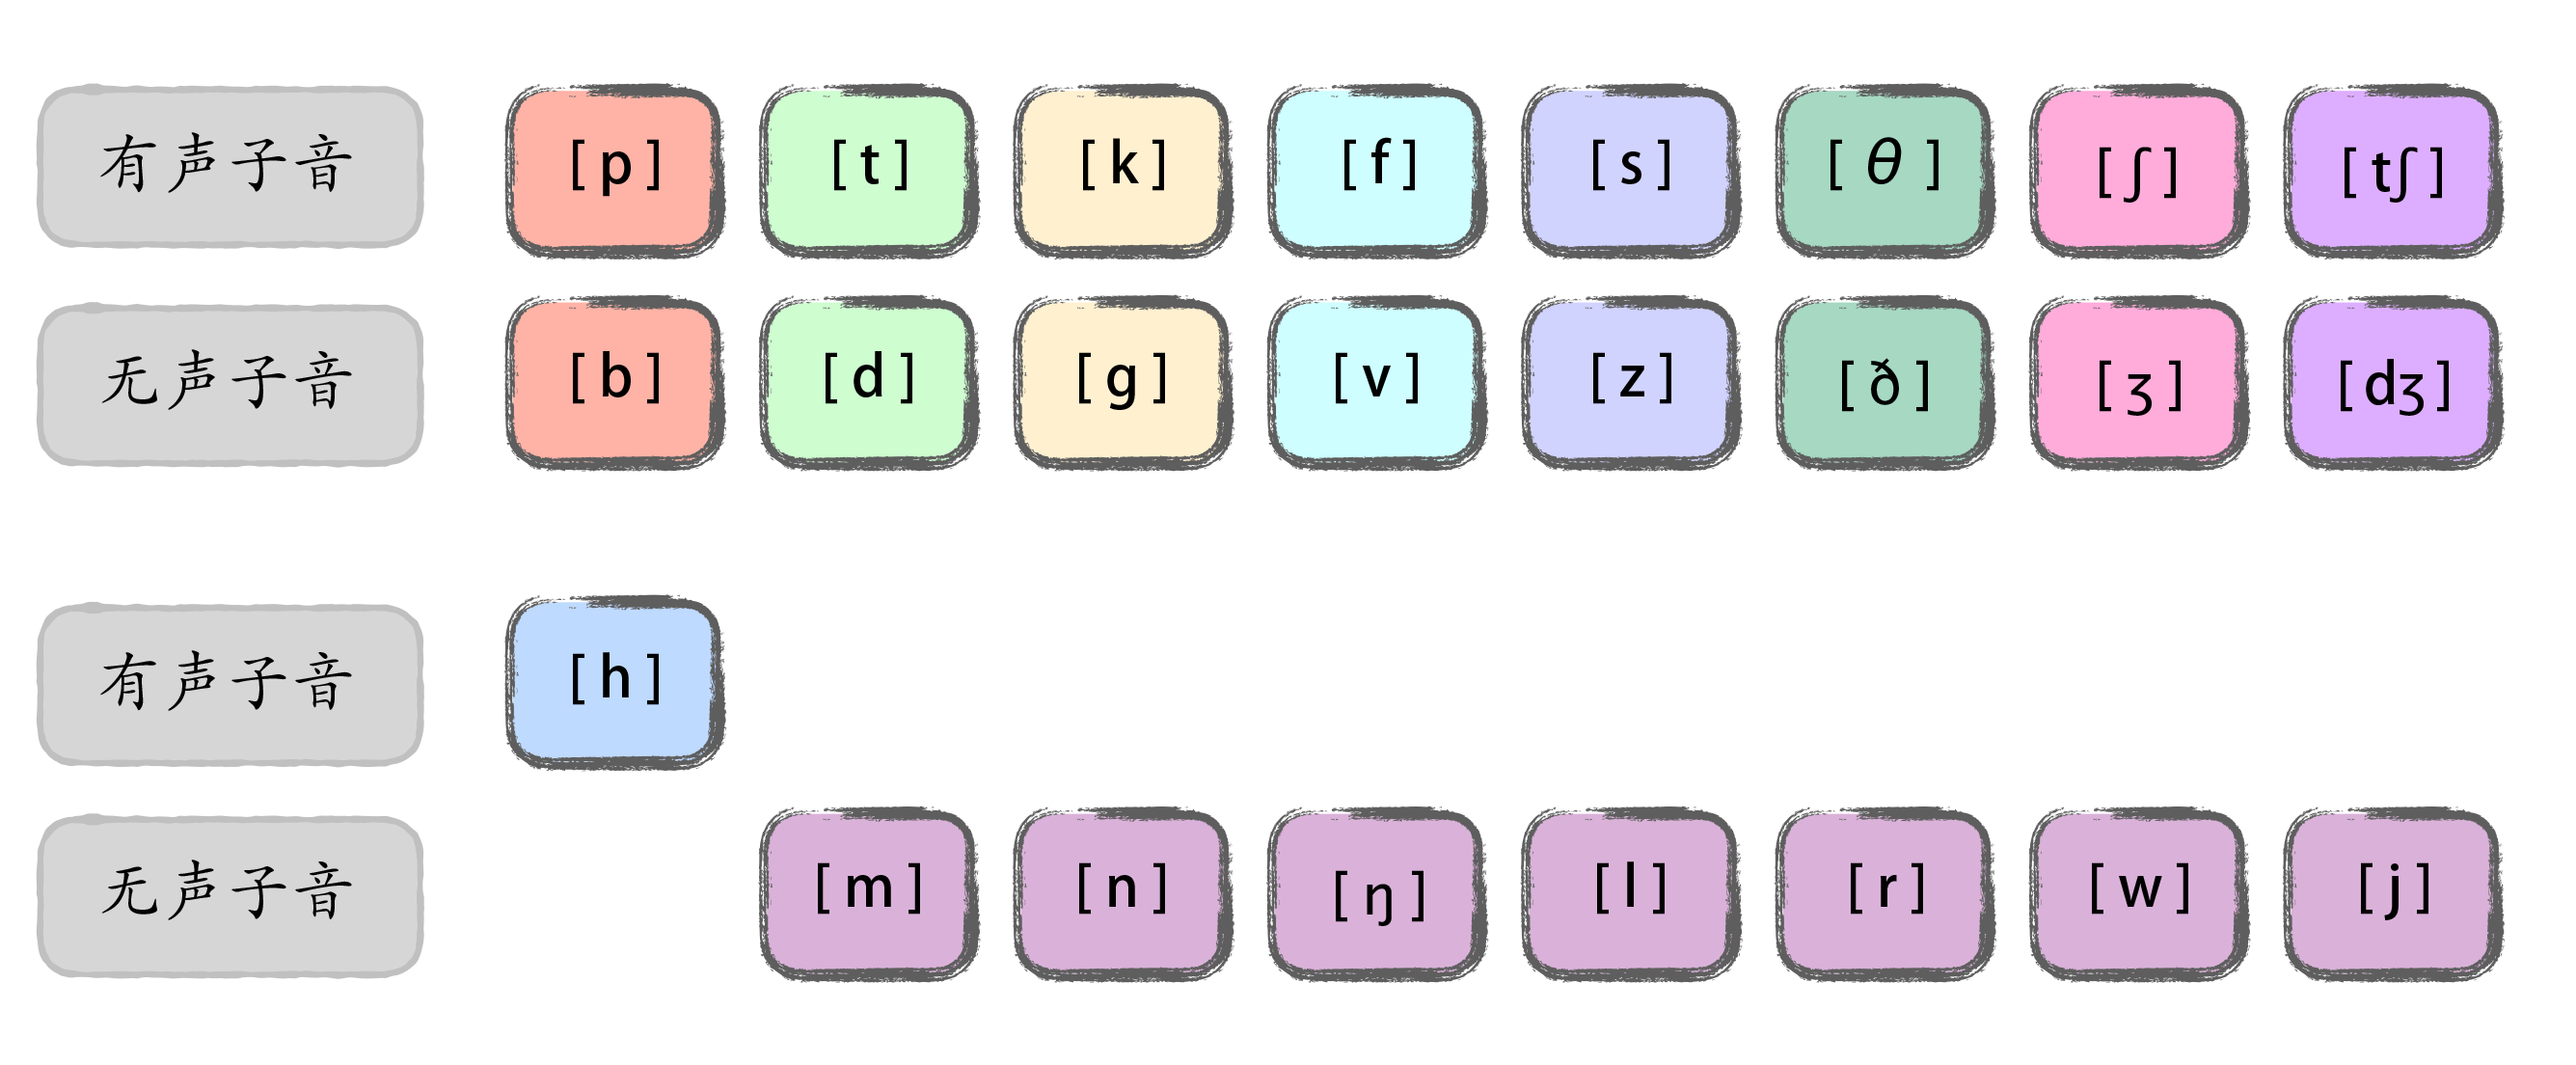 有声子音 [p] [t] [k] [f] [s] [θ] [ʃ] [tʃ]
无声子音 [b] [d] [g] [v] [z] [ð] [ʒ] [dʒ]
有声子音 [h]
无声子音 [m] [n] [ŋ] [l] [r] [w] [j]